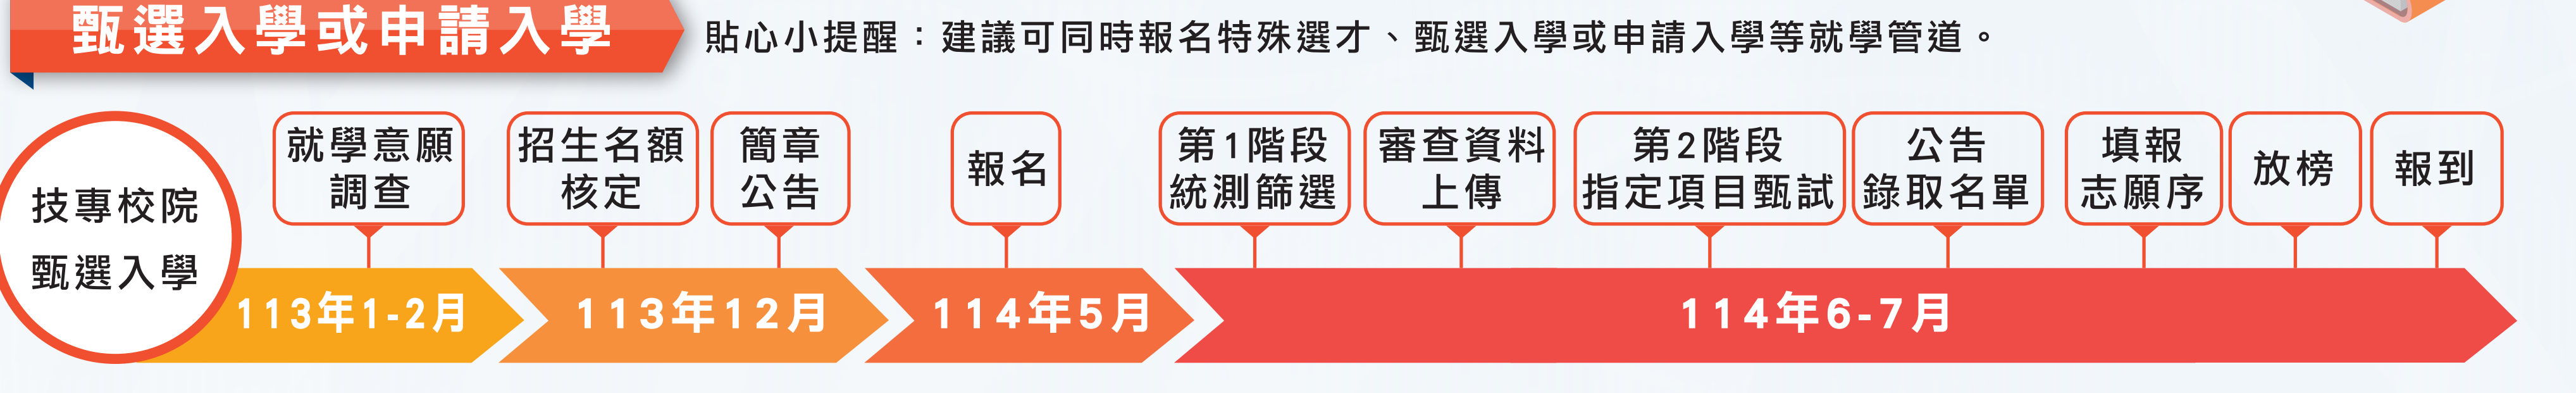 甄選入學或申請入學
貼心小提醒：建議可同時報名特殊選才、甄選入學或申請入學等就學管道。
技專校院
甄選入學
就學意願
調查
招生名額
核定
簡章
公告
報名
第1階段
統測篩選
審查資料
上傳
第2階段
指定項目甄試
公告
錄取名單
填報
志願序
放榜
報到
113年1-2月
113年12月
114年5月
114年6-7月